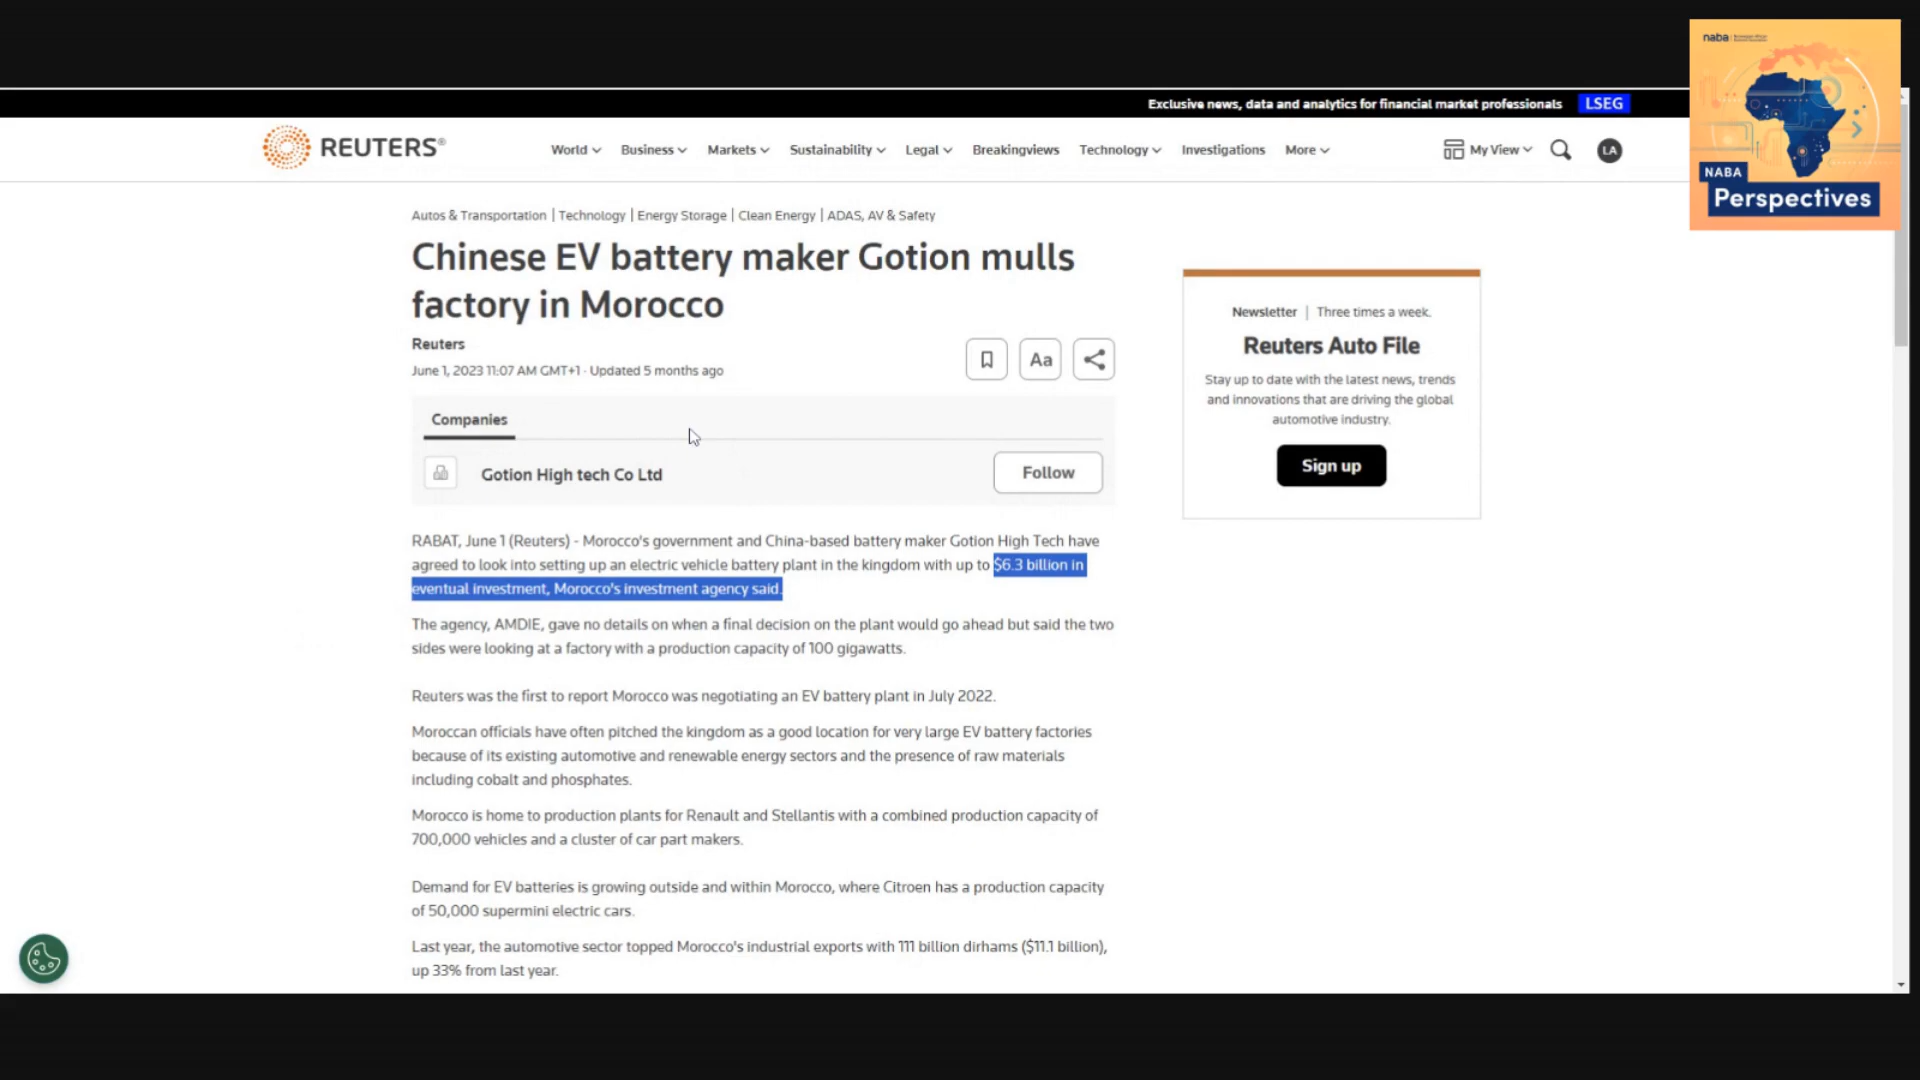 Exclusive news, data and analytics for financial market professionals LSEG
naba
NABA
Perspectives
REUTERS®
World Business Markets Sustainability Legal Breakingviews Technology Investigations More My View LA
Autos & Transportation | Technology | Energy Storage | Clean Energy | ADAS, AV & Safety
Chinese EV battery maker Gotion mulls
factory in Morocco
Reuters
June 1, 2023 11:07 AM GMT+1 · Updated 5 months ago
Aa
Companies
Gotion High tech Co Ltd
Follow
RABAT, June 1 (Reuters) - Morocco's government and China-based battery maker Gotion High Tech have
agreed to look into setting up an electric vehicle battery plant in the kingdom with up to $6.3 billion in
eventual investment, Morocco's investment agency said.
The agency, AMDIE, gave no details on when a final decision on the plant would go ahead but said the two
sides were looking at a factory with a production capacity of 100 gigawatts.
Reuters was the first to report Morocco was negotiating an EV battery plant in July 2022.
Moroccan officials have often pitched the kingdom as a good location for very large EV battery factories
because of its existing automotive and renewable energy sectors and the presence of raw materials
including cobalt and phosphates.
Morocco is home to production plants for Renault and Stellantis with a combined production capacity of
700,000 vehicles and a cluster of car part makers.
Demand for EV batteries is growing outside and within Morocco, where Citroen has a production capacity
of 50,000 supermini electric cars.
Last year, the automotive sector topped Morocco's industrial exports with 111 billion dirhams ($11.1 billion),
up 33% from last year.
Newsletter | Three times a week.
Reuters Auto File
Stay up to date with the latest news, trends
and innovations that are driving the global
automotive industry.
Sign up